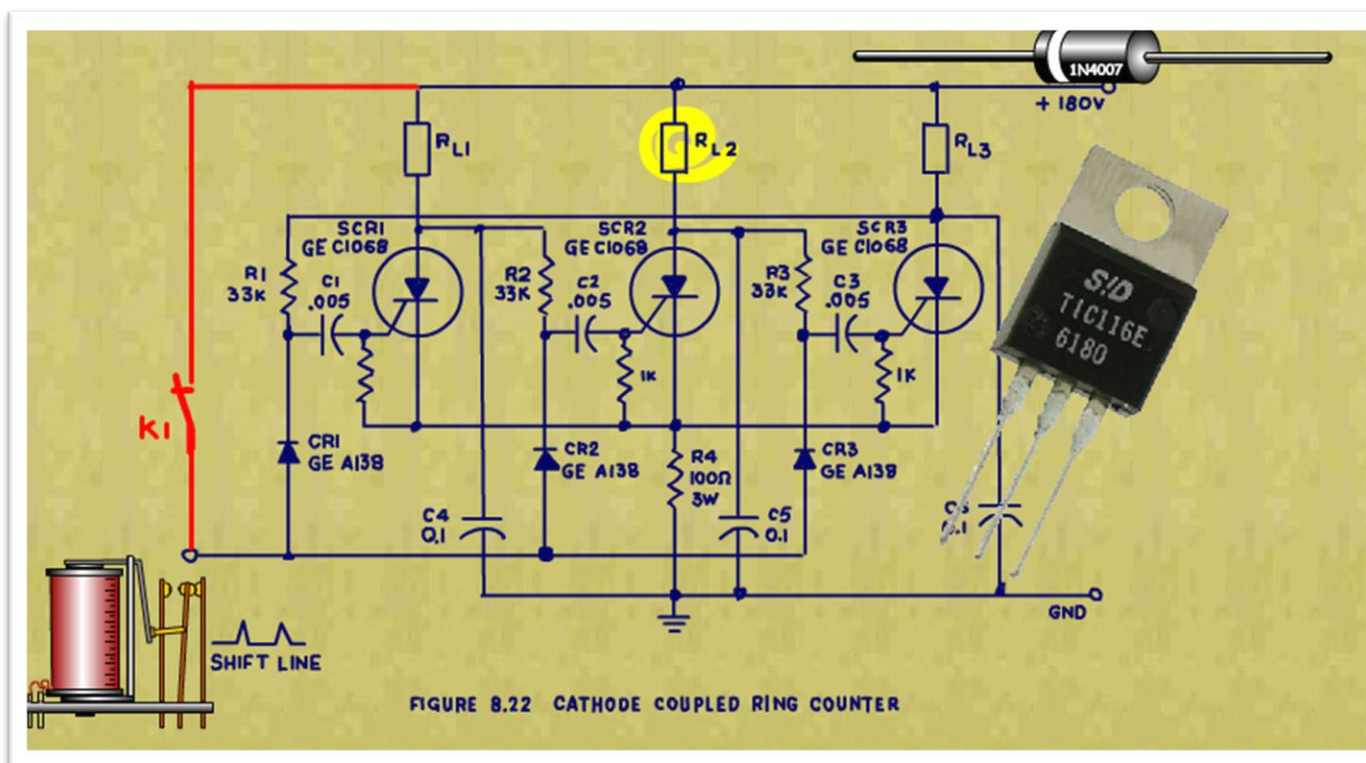 1N4007
+ 180V
RL1
RL2
RL3
SCR1
GE C106B
SCR2
GE C106B
SCR3
GE C106B
R1
33K
C1
.005
R2
33K
C2
.005
R3
33K
C3
.005
S!D
TIC116E
6180
1K
1K
K1
CR1
GE A13B
CR2
GE A13B
R4
100Ω
3W
CR3
GE A13B
C4
0,1
C5
0.1
0.1
GND
SHIFT LINE
FIGURE 8.22 CATHODE COUPLED RING COUNTER